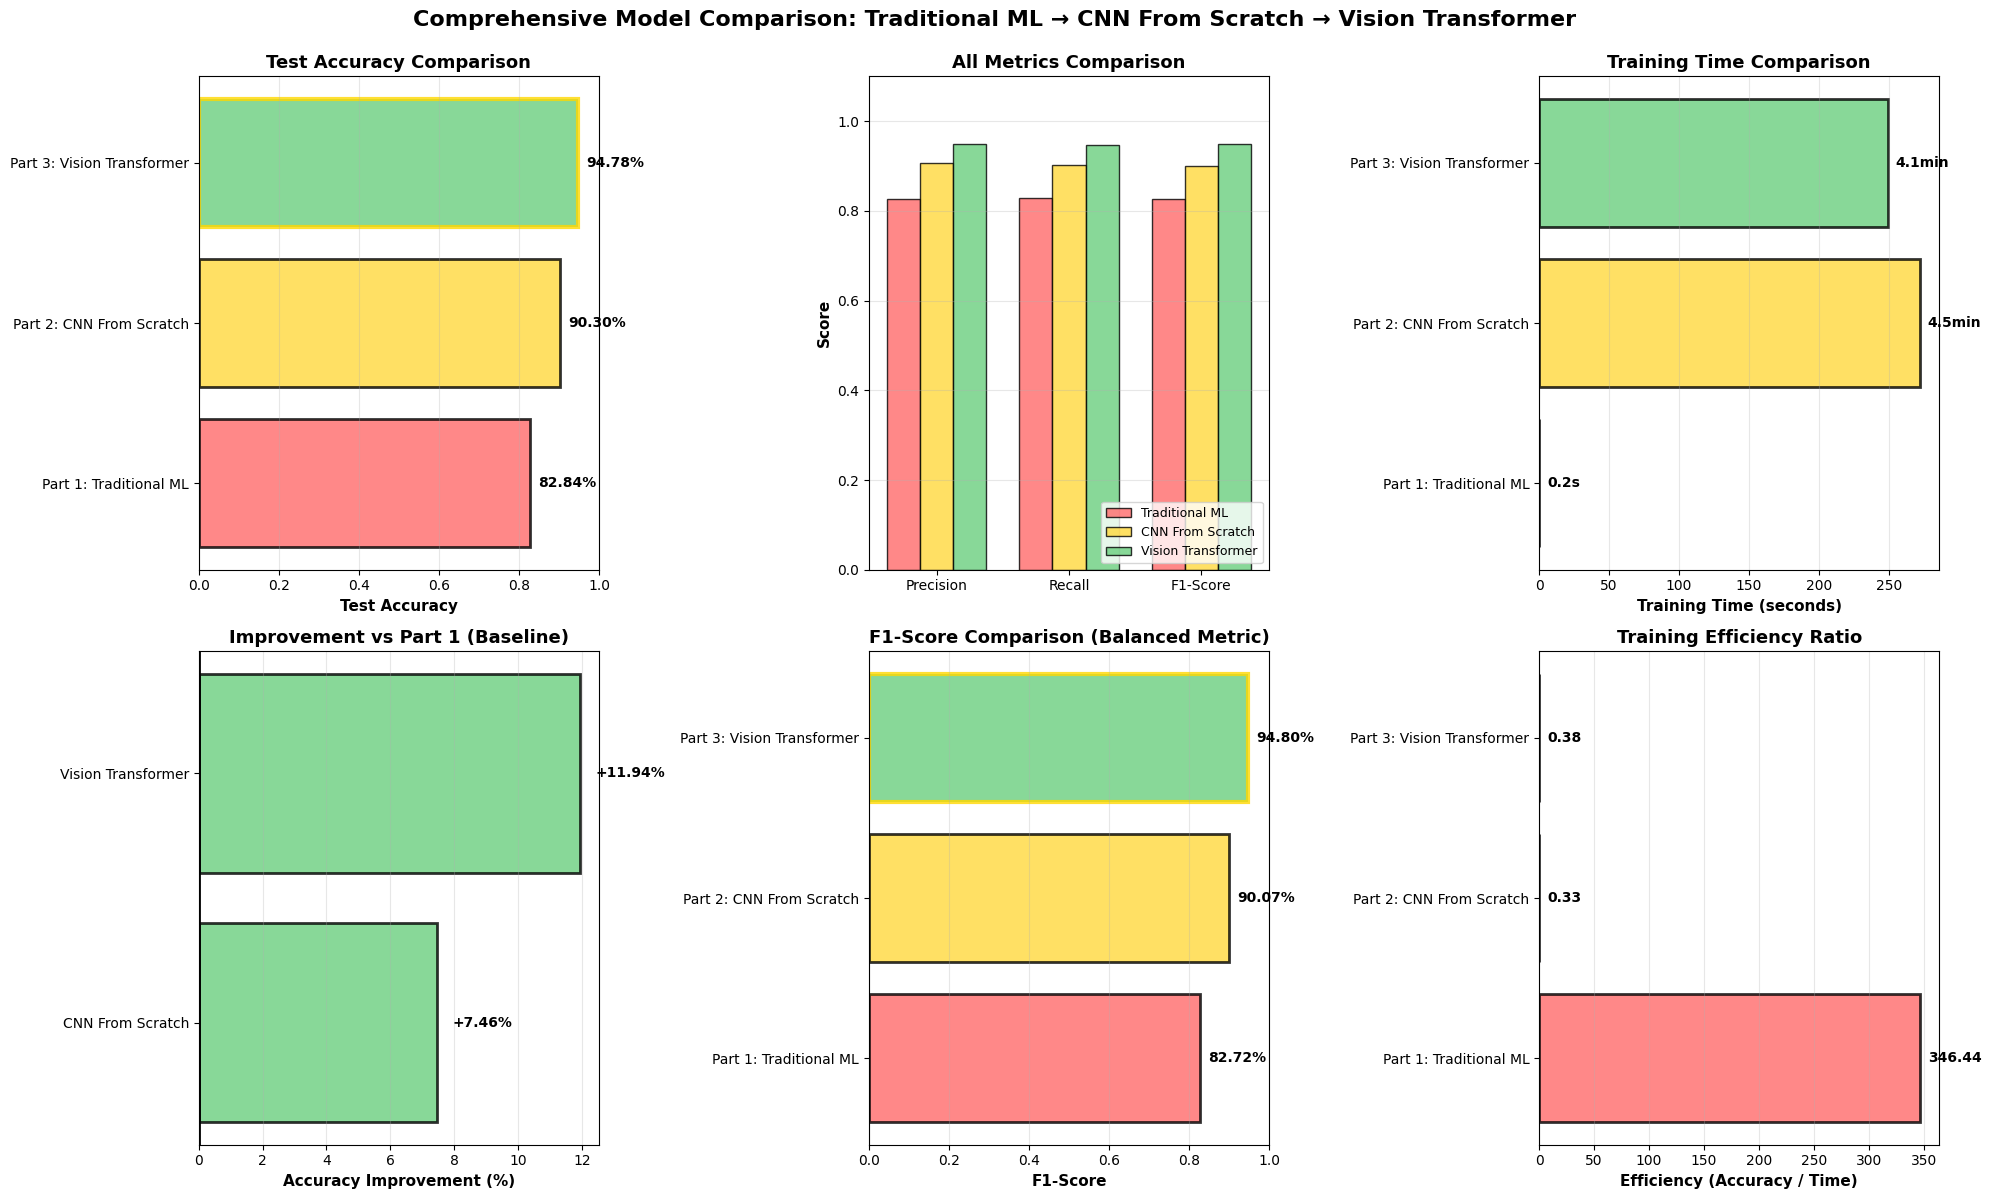 Comprehensive Model Comparison: Traditional ML → CNN From Scratch → Vision Transformer
Test Accuracy Comparison
Part 3: Vision Transformer
94.78%
Part 2: CNN From Scratch
90.30%
Part 1: Traditional ML
82.84%
0.0 0.2 0.4 0.6 0.8 1.0
Test Accuracy
All Metrics Comparison
Score
1.0
0.8
0.6
0.4
0.2
0.0
Traditional ML
CNN From Scratch
Vision Transformer
Precision Recall F1-Score
Training Time Comparison
Part 3: Vision Transformer
4.1min
Part 2: CNN From Scratch
4.5min
Part 1: Traditional ML
0.2s
0 50 100 150 200 250
Training Time (seconds)
Improvement vs Part 1 (Baseline)
Vision Transformer
+11.94%
CNN From Scratch
+7.46%
0 2 4 6 8 10 12
Accuracy Improvement (%)
F1-Score Comparison (Balanced Metric)
Part 3: Vision Transformer
94.80%
Part 2: CNN From Scratch
90.07%
Part 1: Traditional ML
82.72%
0.0 0.2 0.4 0.6 0.8 1.0
F1-Score
Training Efficiency Ratio
Part 3: Vision Transformer
0.38
Part 2: CNN From Scratch
0.33
Part 1: Traditional ML
346.44
0 50 100 150 200 250 300 350
Efficiency (Accuracy / Time)